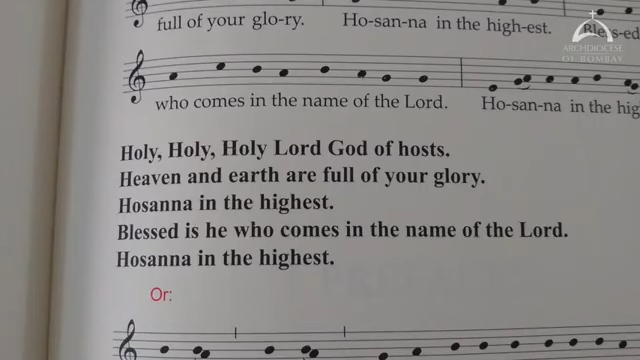 full of your glo-ry. Ho-san-na in the high-est. Bless-ed
ARCHDIOCESE
OF BOMBAY
who comes in the name of the Lord. Ho-san-na in the hig
Holy, Holy, Holy Lord God of hosts.
Heaven and earth are full of your glory.
Hosanna in the highest.
Blessed is he who comes in the name of the Lord.
Hosanna in the highest.
Or: